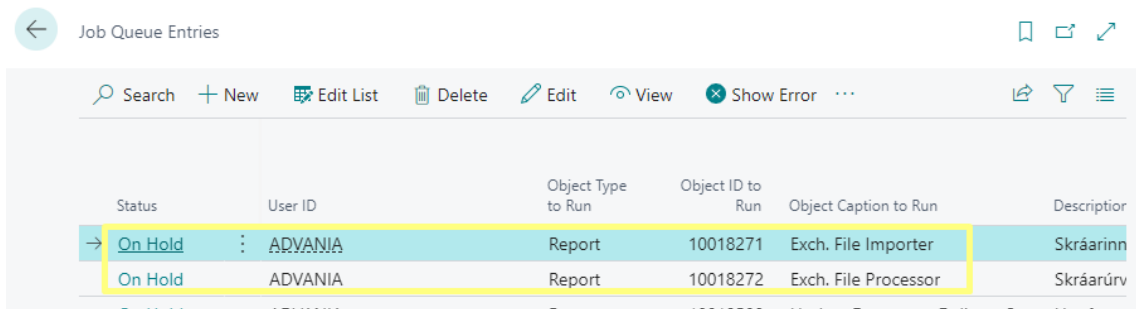 Job Queue Entries
Search New Edit List Delete Edit View Show Error ...
Object Type Object ID to
Status User ID to Run Run Object Caption to Run Description
On Hold ADVANIA Report 10018271 Exch. File Importer Skráarinn
On Hold ADVANIA Report 10018272 Exch. File Processor Skráarúrv